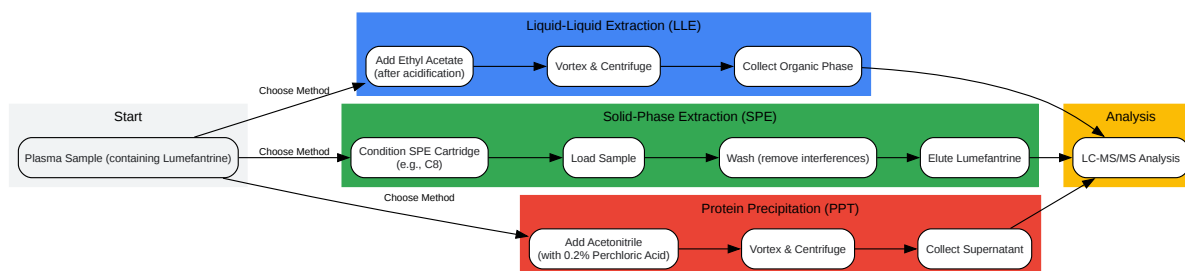 Liquid-Liquid Extraction (LLE)
Add Ethyl Acetate
(after acidification)
Vortex & Centrifuge
Collect Organic Phase
Choose Method
Start
Plasma Sample (containing Lumefantrine)
Choose Method
Solid-Phase Extraction (SPE)
Condition SPE Cartridge
(e.g., C8)
Load Sample
Wash (remove interferences)
Elute Lumefantrine
Analysis
LC-MS/MS Analysis
Choose Method
Protein Precipitation (PPT)
Add Acetonitrile
(with 0.2% Perchloric Acid)
Vortex & Centrifuge
Collect Supernatant